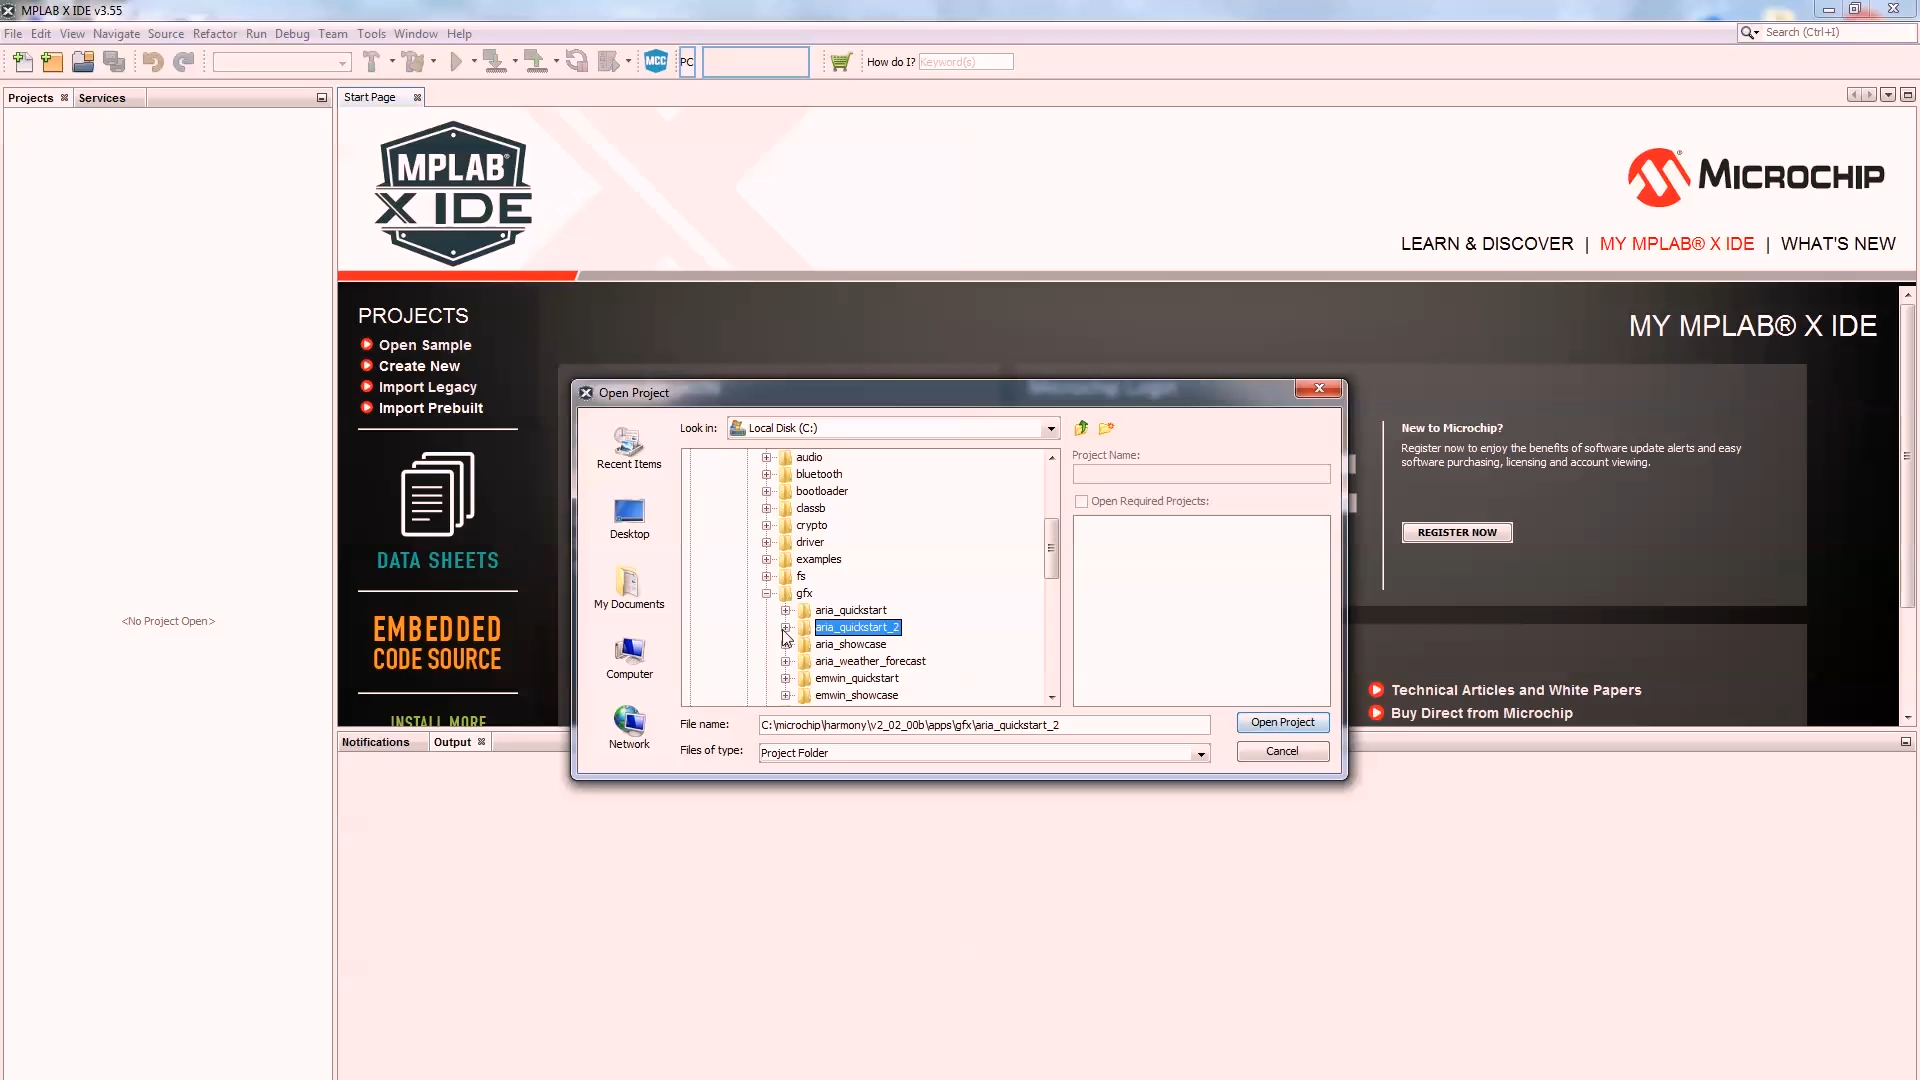 MPLAB X IDE v3.55
File Edit View Navigate Source Refactor Run Debug Team Tools Window Help
Search (Ctrl+I)
MCC
PC
How do I? Keyword(s)
Projects Services
Start Page
MPLAB®
X IDE
MICROCHIP
LEARN & DISCOVER | MY MPLAB® X IDE | WHAT'S NEW
PROJECTS
Open Sample
Create New
Import Legacy
Import Prebuilt
DATA SHEETS
EMBEDDED
CODE SOURCE
INSTALL MORE
MY MPLAB® X IDE
Microchip Login
New to Microchip?
Register now to enjoy the benefits of software update alerts and easy
software purchasing, licensing and account viewing.
REGISTER NOW
Technical Articles and White Papers
Buy Direct from Microchip
<No Project Open>
Open Project
Look in: Local Disk (C:)
Recent Items
Desktop
My Documents
Computer
Network
audio
bluetooth
bootloader
classb
crypto
driver
examples
fs
gfx
aria_quickstart
aria_quickstart_2
aria_showcase
aria_weather_forecast
emwin_quickstart
emwin_showcase
Project Name:
Open Required Projects:
File name: C:\microchip\harmony\v2_02_00b\apps\gfx\aria_quickstart_2
Open Project
Files of type: Project Folder
Cancel
Notifications Output